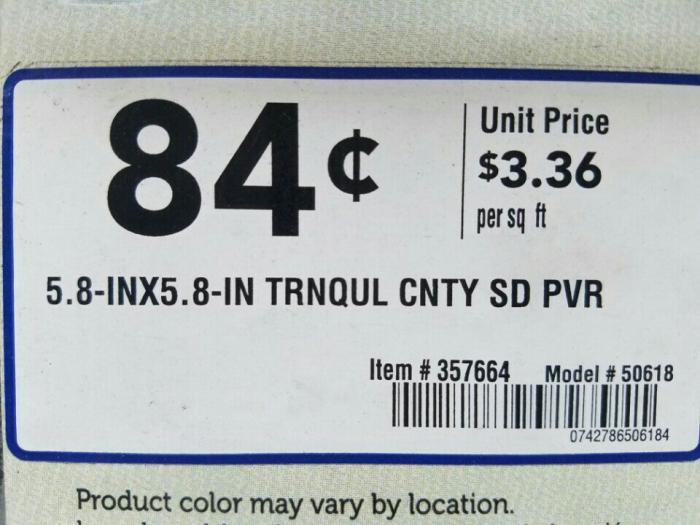 84¢
Unit Price
$3.36
per sq ft
5.8-INX5.8-IN TRNQUL CNTY SD PVR
Item # 357664 Model # 50618
0742786506184
Product color may vary by location.